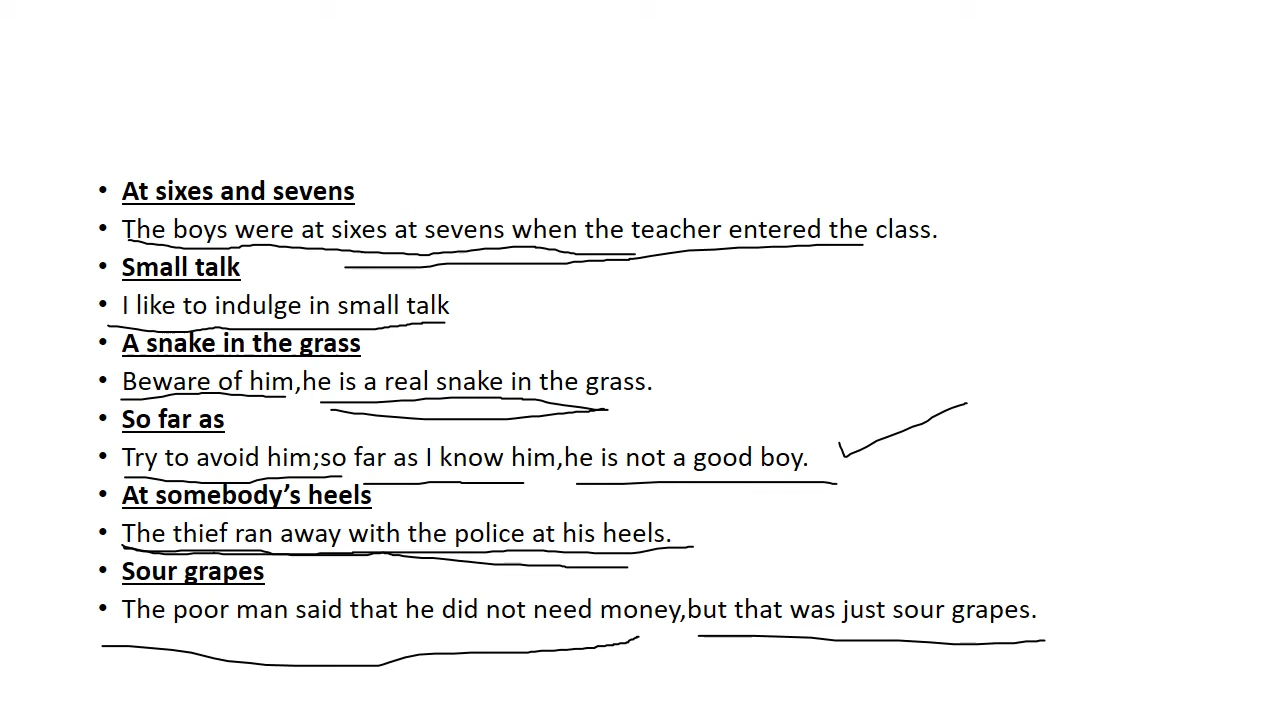 • At sixes and sevens
• The boys were at sixes at sevens when the teacher entered the class.
• Small talk
• I like to indulge in small talk
• A snake in the grass
• Beware of him,he is a real snake in the grass.
• So far as
• Try to avoid him;so far as I know him,he is not a good boy.
• At somebody’s heels
• The thief ran away with the police at his heels.
• Sour grapes
• The poor man said that he did not need money,but that was just sour grapes.